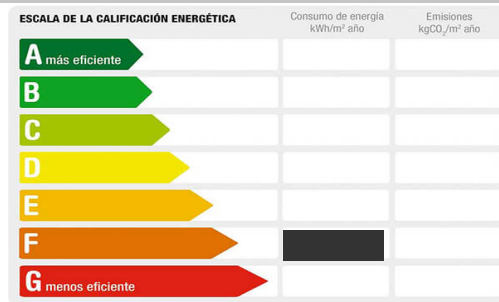 ESCALA DE LA CALIFICACIÓN ENERGÉTICA
Consumo de energía
kWh/m² año
Emisiones
kgCO₂/m² año
A más eficiente
B
C
D
E
F
G menos eficiente